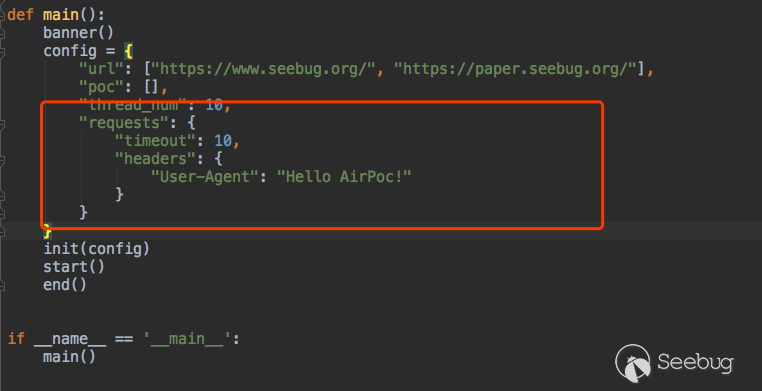 def main():
    banner()
    config = {
        "url": ["https://www.seebug.org/", "https://paper.seebug.org/"],
        "poc": [],
        "thread_num": 10,
        "requests": {
            "timeout": 10,
            "headers": {
                "User-Agent": "Hello AirPoc!"
            }
        }
    }
    init(config)
    start()
    end()
if __name__ == '__main__':
    main()
Seebug